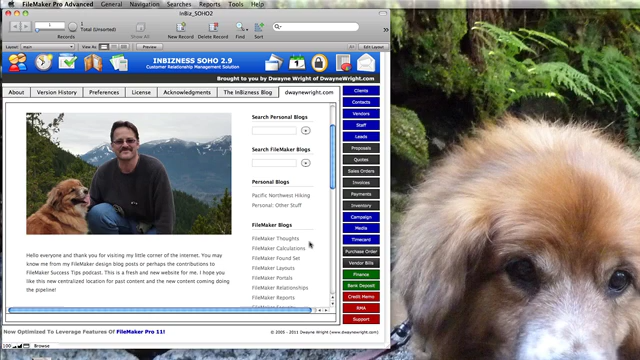 FileMaker Pro Advanced General Navigation Searches Reports Tools Help
InBiz_SOHO2
1
1
Total (Unsorted)
Records
Show All
New Record
Delete Record
Find
Sort
Layout:
View As:
Preview
Edit Layout
INBIZNESS SOHO 2.9
Customer Relationship Management Solution
1
Brought to you by Dwayne Wright of DwayneWright.com
About
Version History
Preferences
License
Acknowledgments
The InBizness Blog
dwaynewright.com
Search Personal Blogs
Search FileMaker Blogs
Personal Blogs
Pacific Northwest Hiking
Personal: Other Stuff
FileMaker Blogs
FileMaker Thoughts
FileMaker Calculations
FileMaker Found Set
FileMaker Layouts
FileMaker Portals
FileMaker Relationships
FileMaker Reports
Hello everyone and thank you for visiting my little corner of the Internet. You may
know me from my FileMaker design blog posts or perhaps the contributions to
FileMaker Success Tips podcast. This is a fresh and new website for me. I hope you
like this new centralized location for past content and the new content coming down
the pipeline!
Clients
Contacts
Vendors
Staff
Leads
Proposals
Quotes
Sales Orders
Invoices
Payments
Inventory
Campaign
Media
Timecard
Purchase Order
Vendor Bills
Finance
Bank Deposit
Credit Memo
RMA
Support
New Optimized To Leverage Features Of FileMaker Pro 11!
© 2005 - 2011 Dwayne Wright (www.dwaynewright.com)
100
Browse